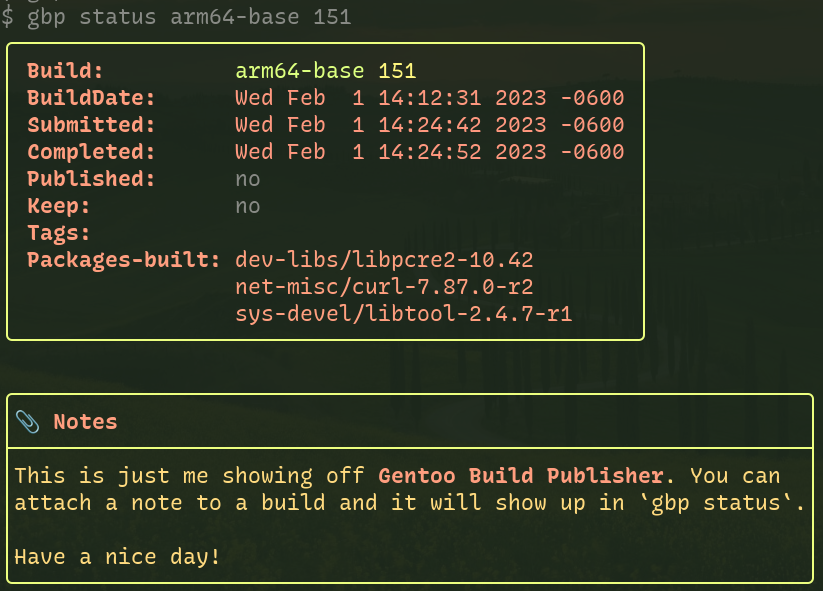 $ gbp status arm64-base 151
Build: arm64-base 151
BuildDate: Wed Feb  1 14:12:31 2023 -0600
Submitted: Wed Feb  1 14:24:42 2023 -0600
Completed: Wed Feb  1 14:24:52 2023 -0600
Published: no
Keep: no
Tags:
Packages-built: dev-libs/libpcre2-10.42
net-misc/curl-7.87.0-r2
sys-devel/libtool-2.4.7-r1
📎 Notes
This is just me showing off Gentoo Build Publisher. You can
attach a note to a build and it will show up in `gbp status`.
Have a nice day!